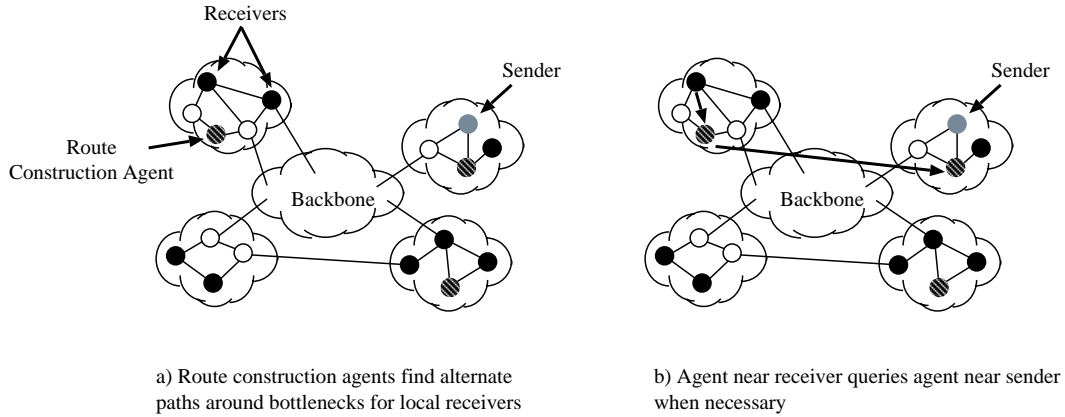 Receivers
Sender
Route
Construction Agent
Backbone
a) Route construction agents find alternate
paths around bottlenecks for local receivers
Sender
Backbone
b) Agent near receiver queries agent near sender
when necessary